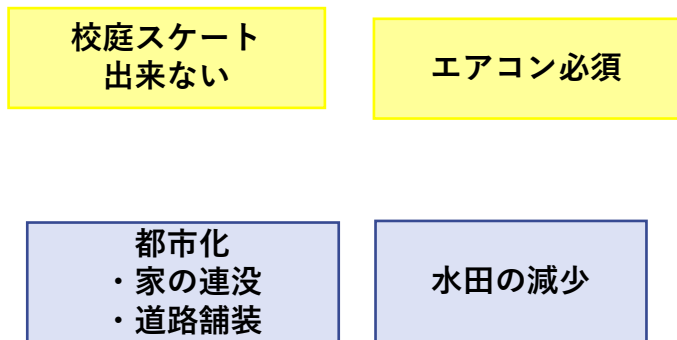 校庭スケート
出来ない
エアコン必須
都市化
・家の連没
・道路舗装
水田の減少